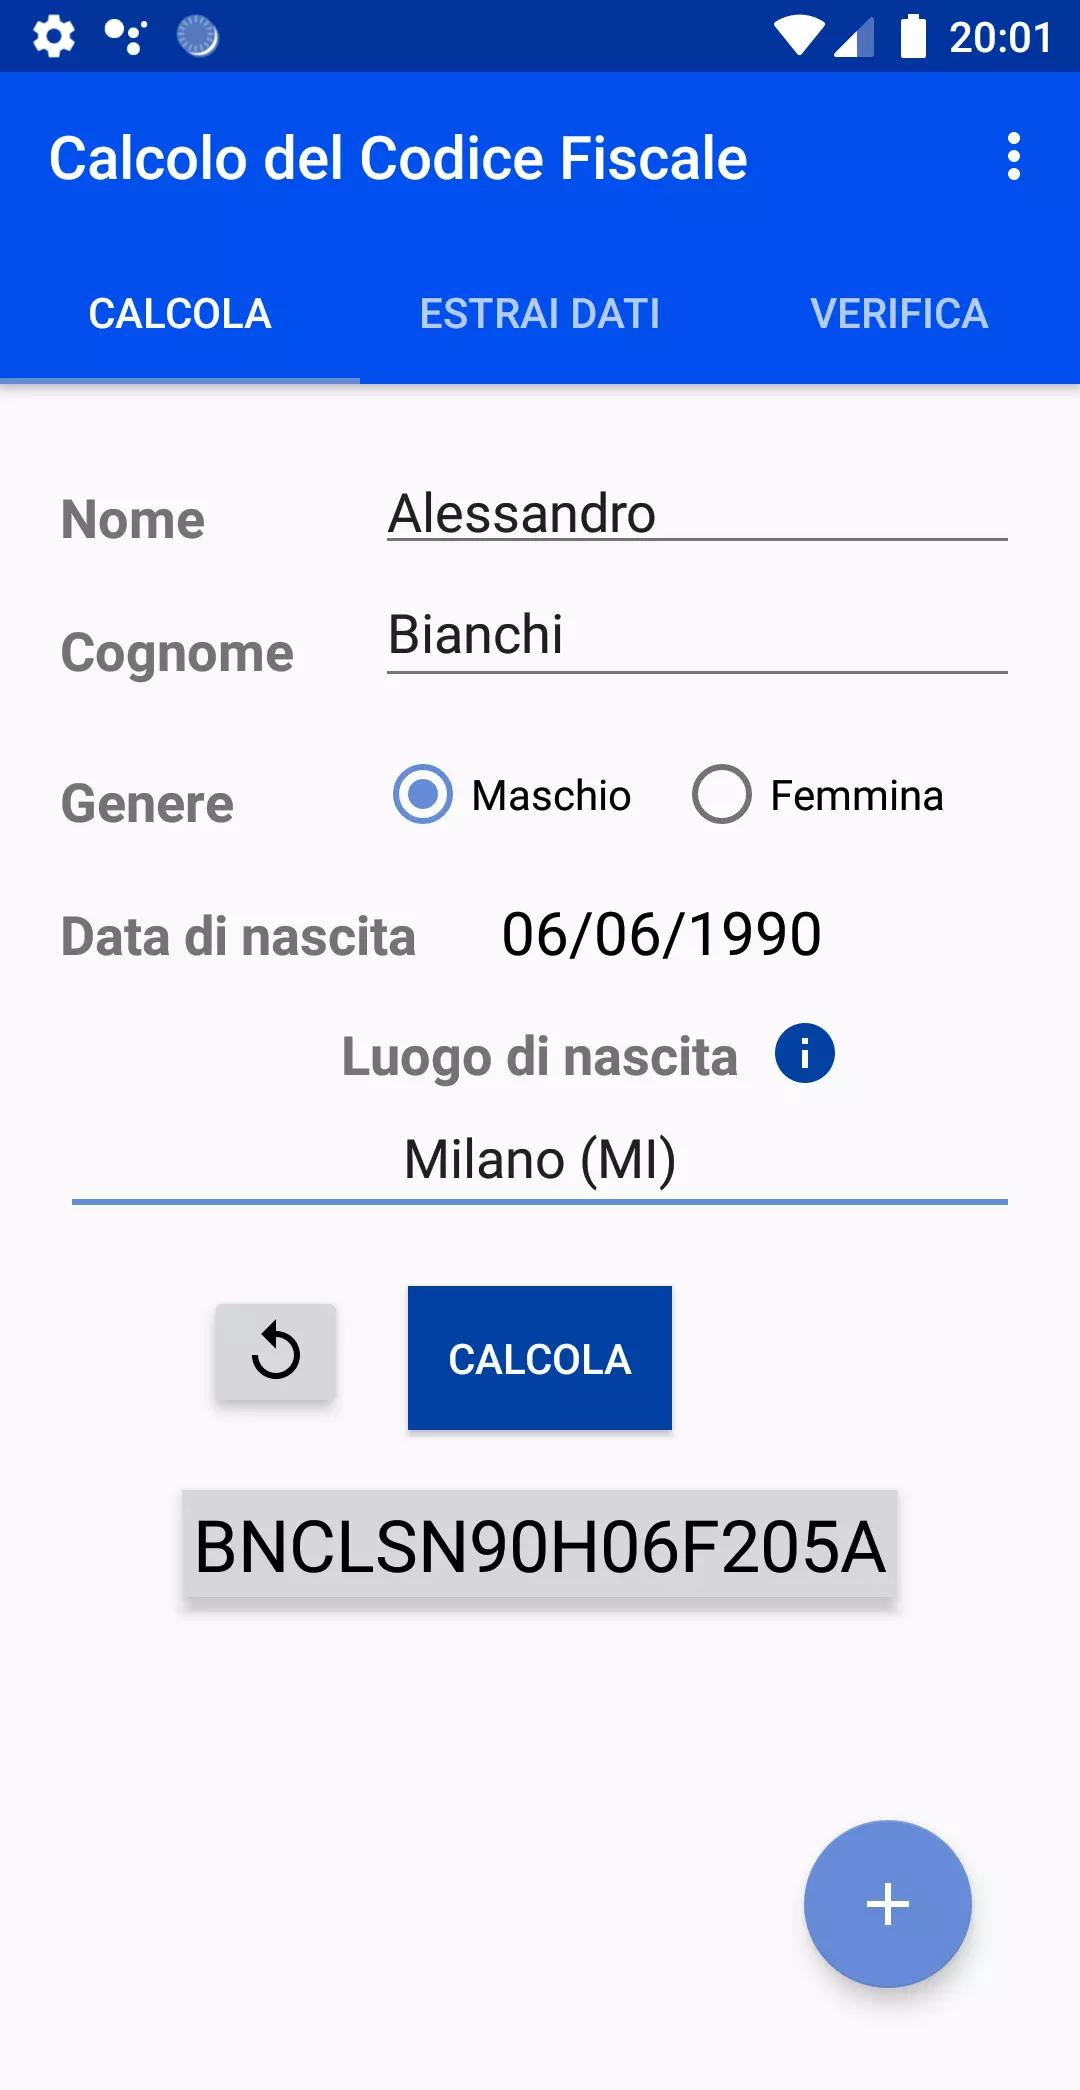 20:01
Calcolo del Codice Fiscale
CALCOLA ESTRAI DATI VERIFICA
Nome Alessandro
Cognome Bianchi
Genere Maschio Femmina
Data di nascita 06/06/1990
Luogo di nascita
Milano (MI)
CALCOLA
BNCLSN90H06F205A